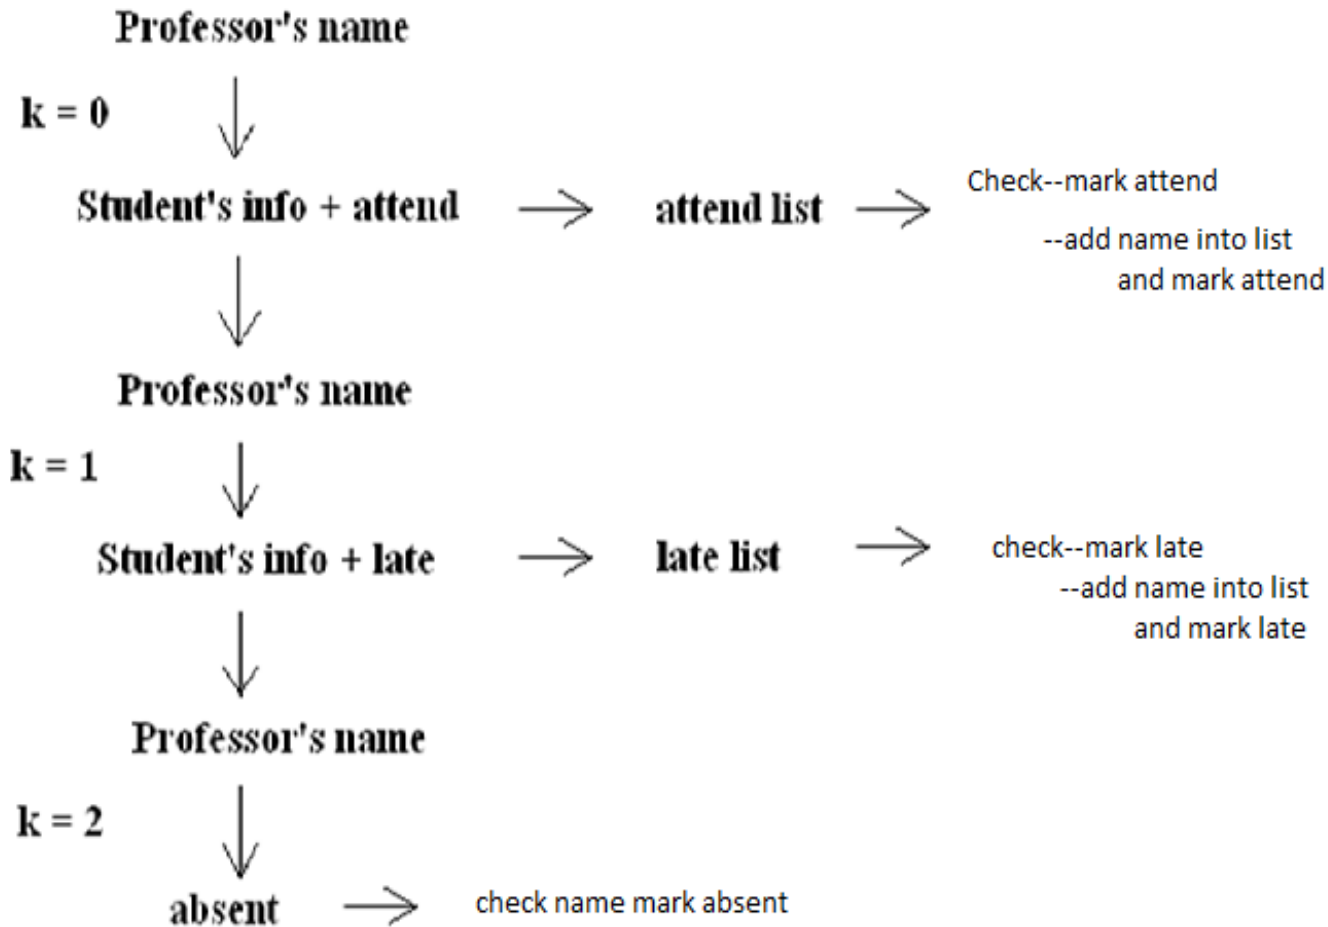 Professor's name
k = 0
Student's info + attend
attend list
Check--mark attend
--add name into list
and mark attend
Professor's name
k = 1
Student's info + late
late list
check--mark late
--add name into list
and mark late
Professor's name
k = 2
absent
check name mark absent